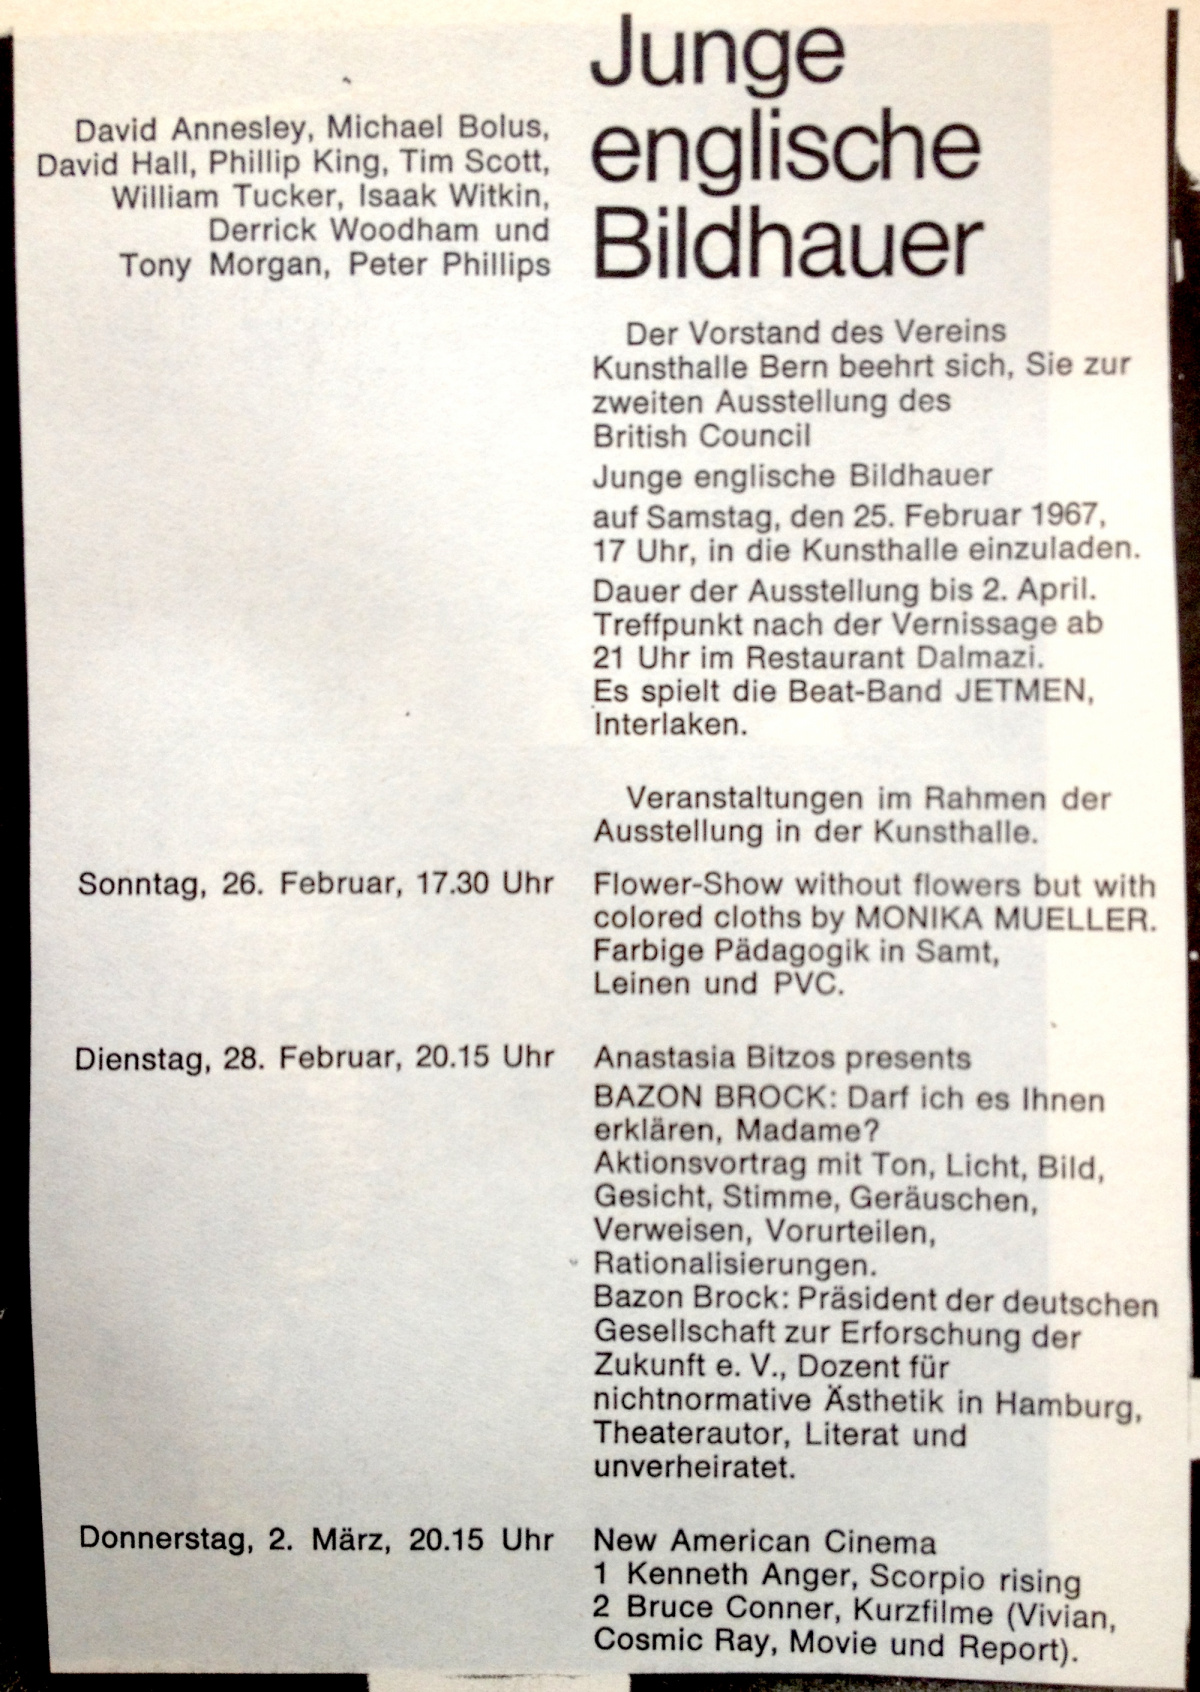 Junge
englische
Bildhauer
David Annesley, Michael Bolus,
David Hall, Phillip King, Tim Scott,
William Tucker, Isaak Witkin,
Derrick Woodham und
Tony Morgan, Peter Phillips
Der Vorstand des Vereins
Kunsthalle Bern beehrt sich, Sie zur
zweiten Ausstellung des
British Council
Junge englische Bildhauer
auf Samstag, den 25. Februar 1967,
17 Uhr, in die Kunsthalle einzuladen.
Dauer der Ausstellung bis 2. April.
Treffpunkt nach der Vernissage ab
21 Uhr im Restaurant Dalmazi.
Es spielt die Beat-Band JETMEN,
Interlaken.
Veranstaltungen im Rahmen der
Ausstellung in der Kunsthalle.
Sonntag, 26. Februar, 17.30 Uhr
Flower-Show without flowers but with
colored cloths by MONIKA MUELLER.
Farbige Pädagogik in Samt,
Leinen und PVC.
Dienstag, 28. Februar, 20.15 Uhr
Anastasia Bitzos presents
BAZON BROCK: Darf ich es Ihnen
erklären, Madame?
Aktionsvortrag mit Ton, Licht, Bild,
Gesicht, Stimme, Geräuschen,
Verweisen, Vorurteilen,
Rationalisierungen.
Bazon Brock: Präsident der deutschen
Gesellschaft zur Erforschung der
Zukunft e. V., Dozent für
nichtnormative Ästhetik in Hamburg,
Theaterautor, Literat und
unverheiratet.
Donnerstag, 2. März, 20.15 Uhr
New American Cinema
1 Kenneth Anger, Scorpio rising
2 Bruce Conner, Kurzfilme (Vivian,
Cosmic Ray, Movie und Report).